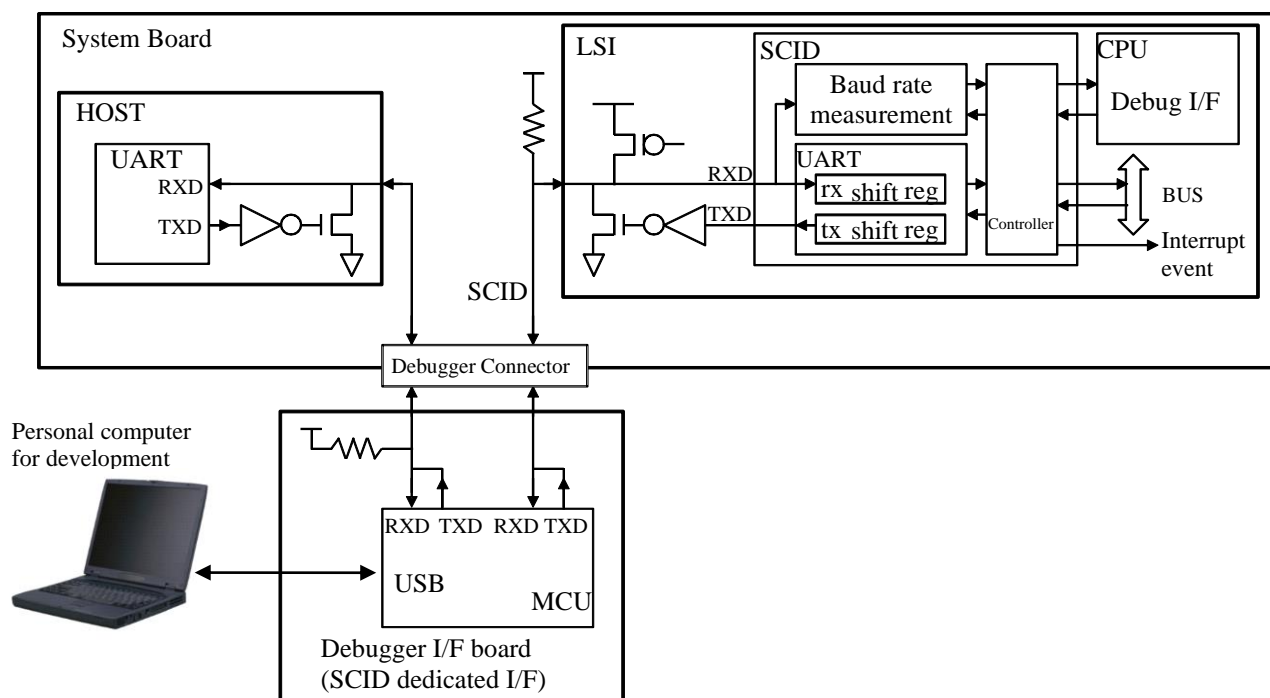 System Board
HOST
UART
RXD
TXD
SCID
LSI
RXD
TXD
SCID
Baud rate
measurement
UART
rx shift reg
tx shift reg
Controller
CPU
Debug I/F
BUS
Interrupt
event
Debugger Connector
Personal computer
for development
RXD TXD RXD TXD
USB
MCU
Debugger I/F board
(SCID dedicated I/F)